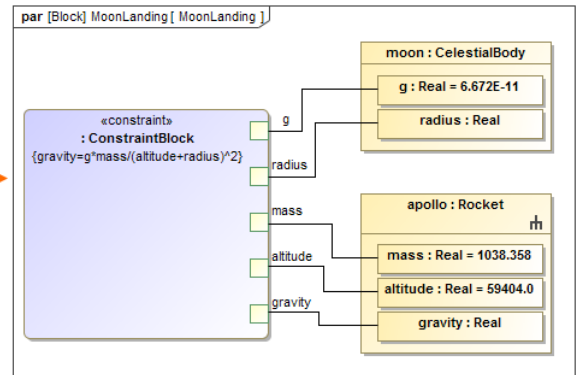 par [Block] MoonLanding [ MoonLanding ]
moon : CelestialBody
g : Real = 6.672E-11
radius : Real
«constraint»
: ConstraintBlock
{gravity=g*mass/(altitude+radius)^2}
g
radius
mass
altitude
gravity
apollo : Rocket
mass : Real = 1038.358
altitude : Real = 59404.0
gravity : Real